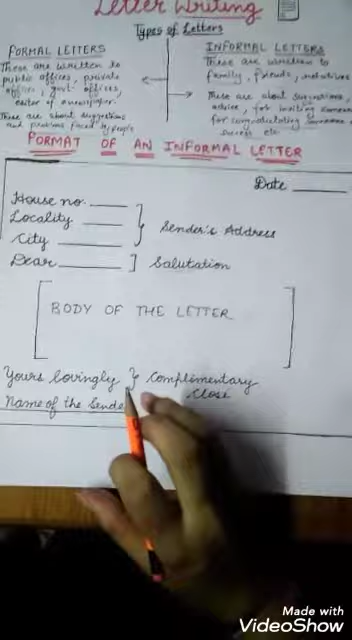 Letter Writing
Types of Letters
FORMAL LETTERS
These are written to
public offices, private
offices, govt. offices,
editor of a newspaper.
These are about suggestions
and problems faced by people
INFORMAL LETTERS
These are written to
family, friends, relatives
These are about suggestions,
advice, for inviting someone
for congratulating someone
success etc.
FORMAT OF AN INFORMAL LETTER
Date
House no.
Locality
City
Sender's Address
Dear
Salutation
BODY OF THE LETTER
Yours lovingly
Complimentary
Close
Name of the Sende
Made with
VideoShow